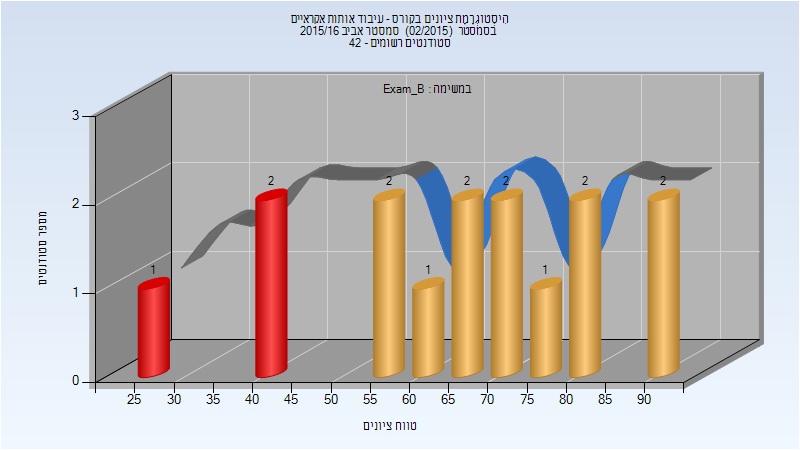 היסטוגרמת ציונים בקורס - עיבוד אותות אקראיים
בסמסטר (02/2015) סמסטר אביב 2015/16
סטודנטים רשומים - 42
במשימה : Exam_B
מספר סטודנטים
3
2
1
0
1
2
2
1
2
2
1
2
2
25 30 35 40 45 50 55 60 65 70 75 80 85 90
טווח ציונים